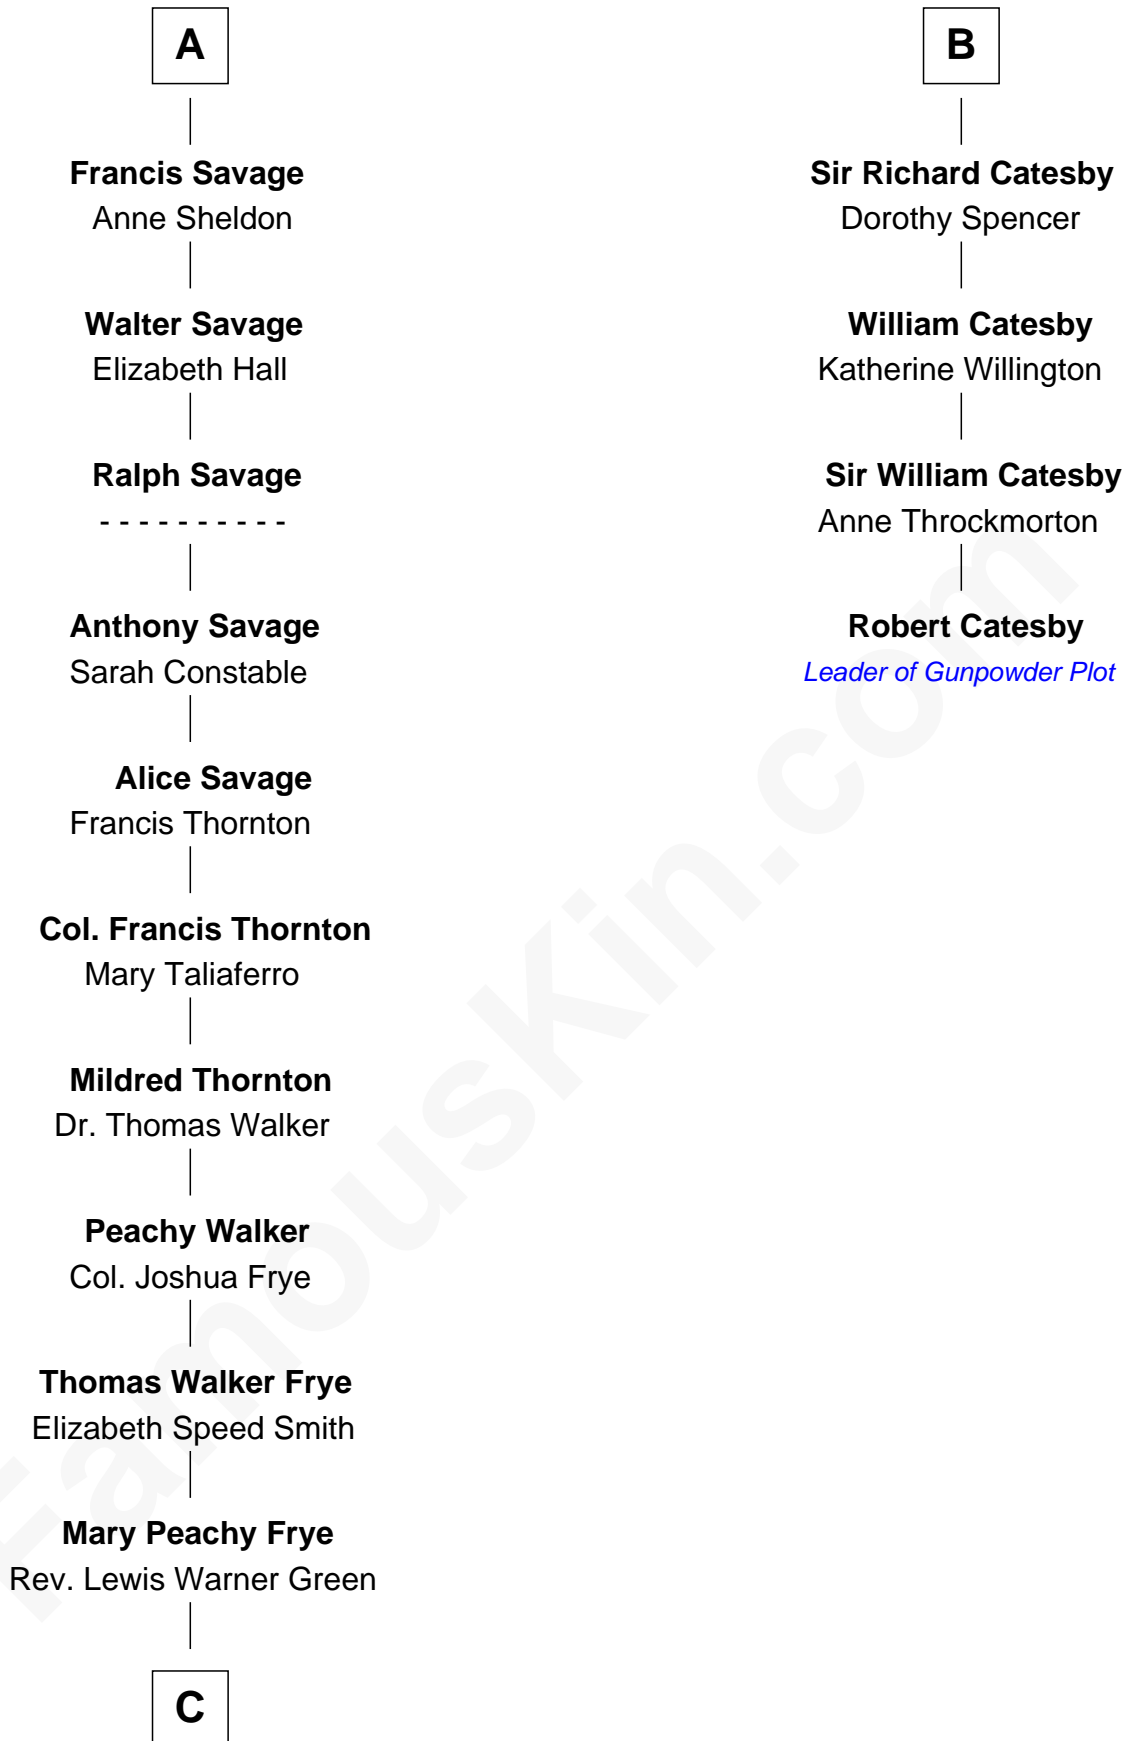 A
Francis Savage
Anne Sheldon
Walter Savage
Elizabeth Hall
Ralph Savage
- - - - - - - - - -
Anthony Savage
Sarah Constable
Alice Savage
Francis Thornton
Col. Francis Thornton
Mary Taliaferro
Mildred Thornton
Dr. Thomas Walker
Peachy Walker
Col. Joshua Frye
Thomas Walker Frye
Elizabeth Speed Smith
Mary Peachy Frye
Rev. Lewis Warner Green
C
B
Sir Richard Catesby
Dorothy Spencer
William Catesby
Katherine Willington
Sir William Catesby
Anne Throckmorton
Robert Catesby
Leader of Gunpowder Plot
FamousKin.com